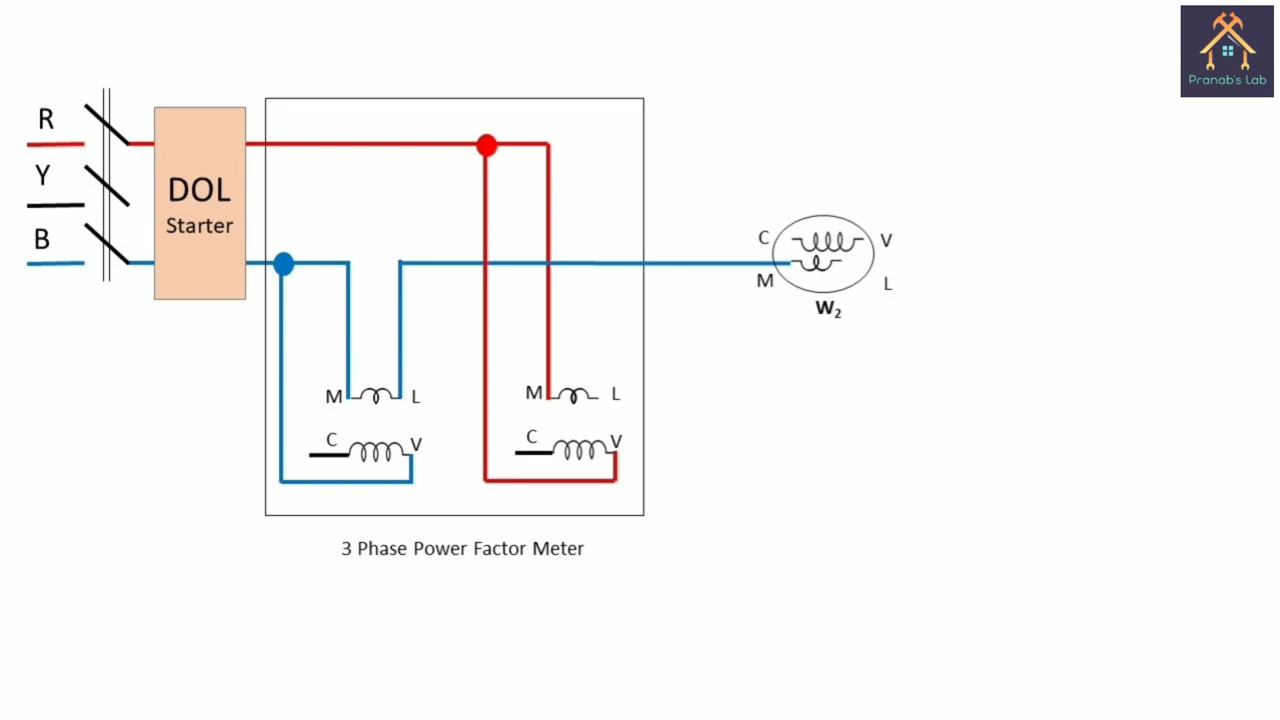 Pranab's Lab
R
Y
B
DOL
Starter
C V
M L
W₂
M L
C V
M L
C V
3 Phase Power Factor Meter